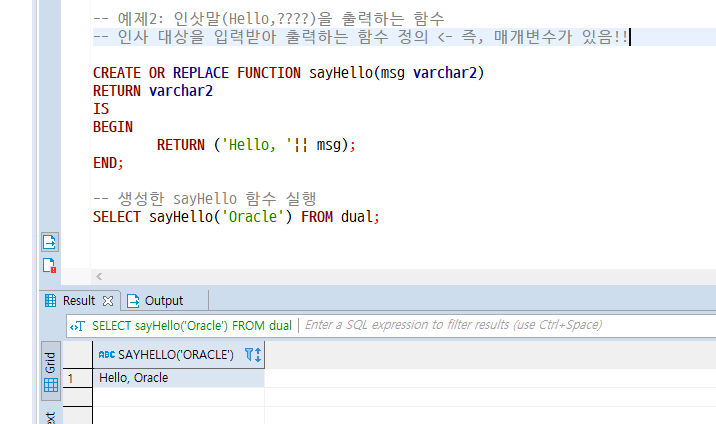 -- 예제2: 인삿말(Hello,????)을 출력하는 함수
-- 인사 대상을 입력받아 출력하는 함수 정의 <- 즉, 매개변수가 있음!!
CREATE OR REPLACE FUNCTION sayHello(msg varchar2)
RETURN varchar2
IS
BEGIN
RETURN ('Hello, '|| msg);
END;
-- 생성한 sayHello 함수 실행
SELECT sayHello('Oracle') FROM dual;
Result
Output
SELECT sayHello('Oracle') FROM dual
Enter a SQL expression to filter results (use Ctrl+Space)
Grid
ABC SAYHELLO('ORACLE')
1 Hello, Oracle